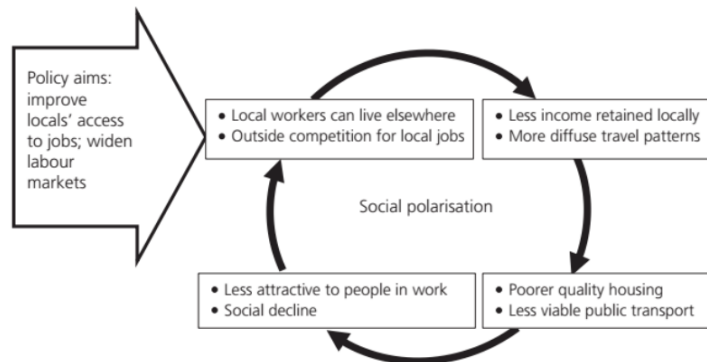 Policy aims:
improve
locals‘ access
to jobs; widen
labour
markets
• Local workers can live elsewhere
• Outside competition for local jobs
• Less income retained locally
• More diffuse travel patterns
Social polarisation
• Less attractive to people in work
• Social decline
• Poorer quality housing
• Less viable public transport